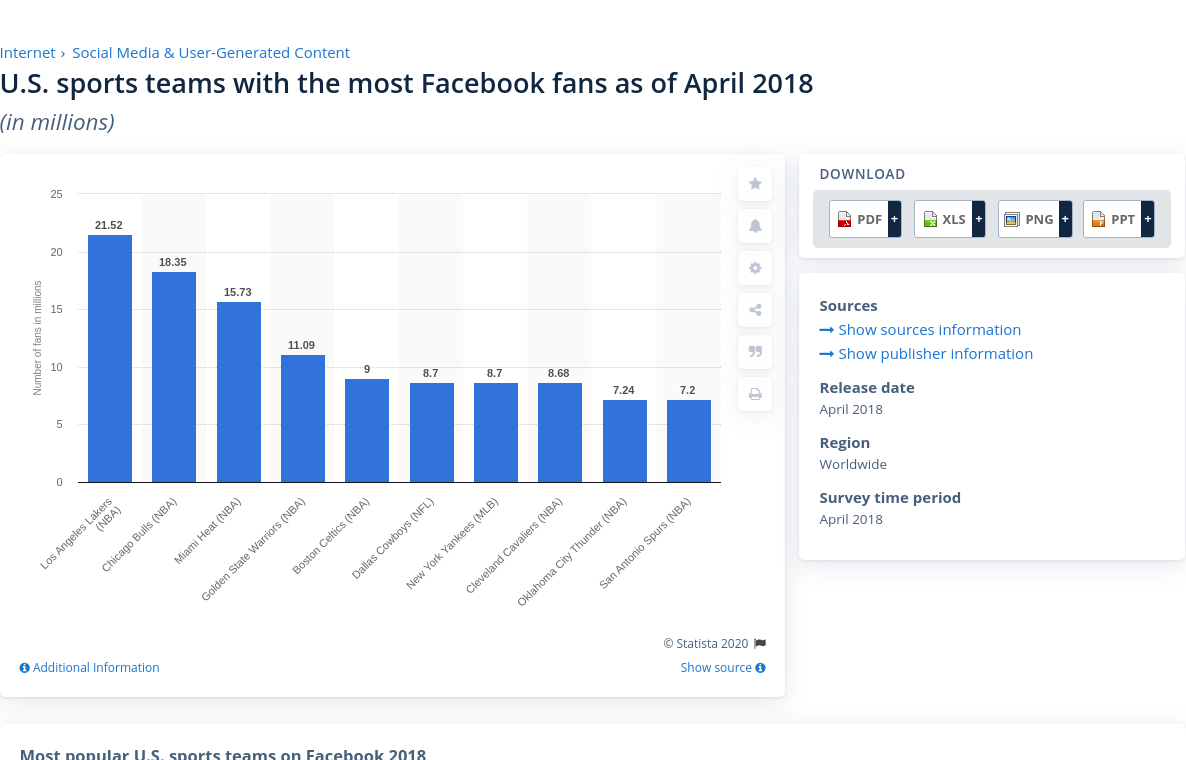 Internet › Social Media & User-Generated Content
U.S. sports teams with the most Facebook fans as of April 2018
(in millions)
Number of fans in millions
25
20
15
10
5
0
21.52
18.35
15.73
11.09
9
8.7
8.7
8.68
7.24
7.2
Los Angeles Lakers
(NBA)
Chicago Bulls (NBA)
Miami Heat (NBA)
Golden State Warriors (NBA)
Boston Celtics (NBA)
Dallas Cowboys (NFL)
New York Yankees (MLB)
Cleveland Cavaliers (NBA)
Oklahoma City Thunder (NBA)
San Antonio Spurs (NBA)
© Statista 2020
Additional Information
Show source
DOWNLOAD
PDF + XLS + PNG + PPT +
Sources
Show sources information
Show publisher information
Release date
April 2018
Region
Worldwide
Survey time period
April 2018
Most popular U.S. sports teams on Facebook 2018